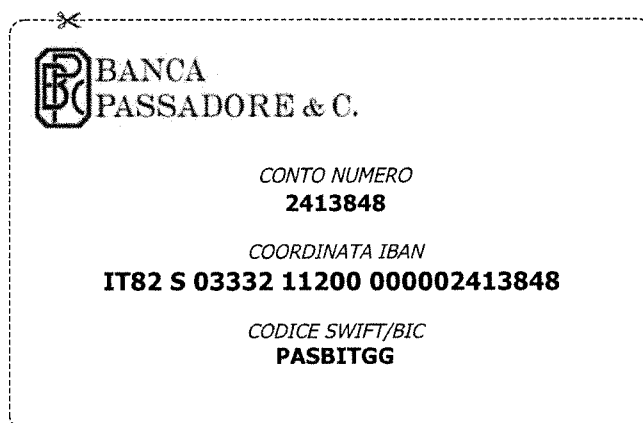 BANCA
PASSADORE & C.
CONTO NUMERO
2413848
COORDINATA IBAN
IT82 S 03332 11200 000002413848
CODICE SWIFT/BIC
PASBITGG